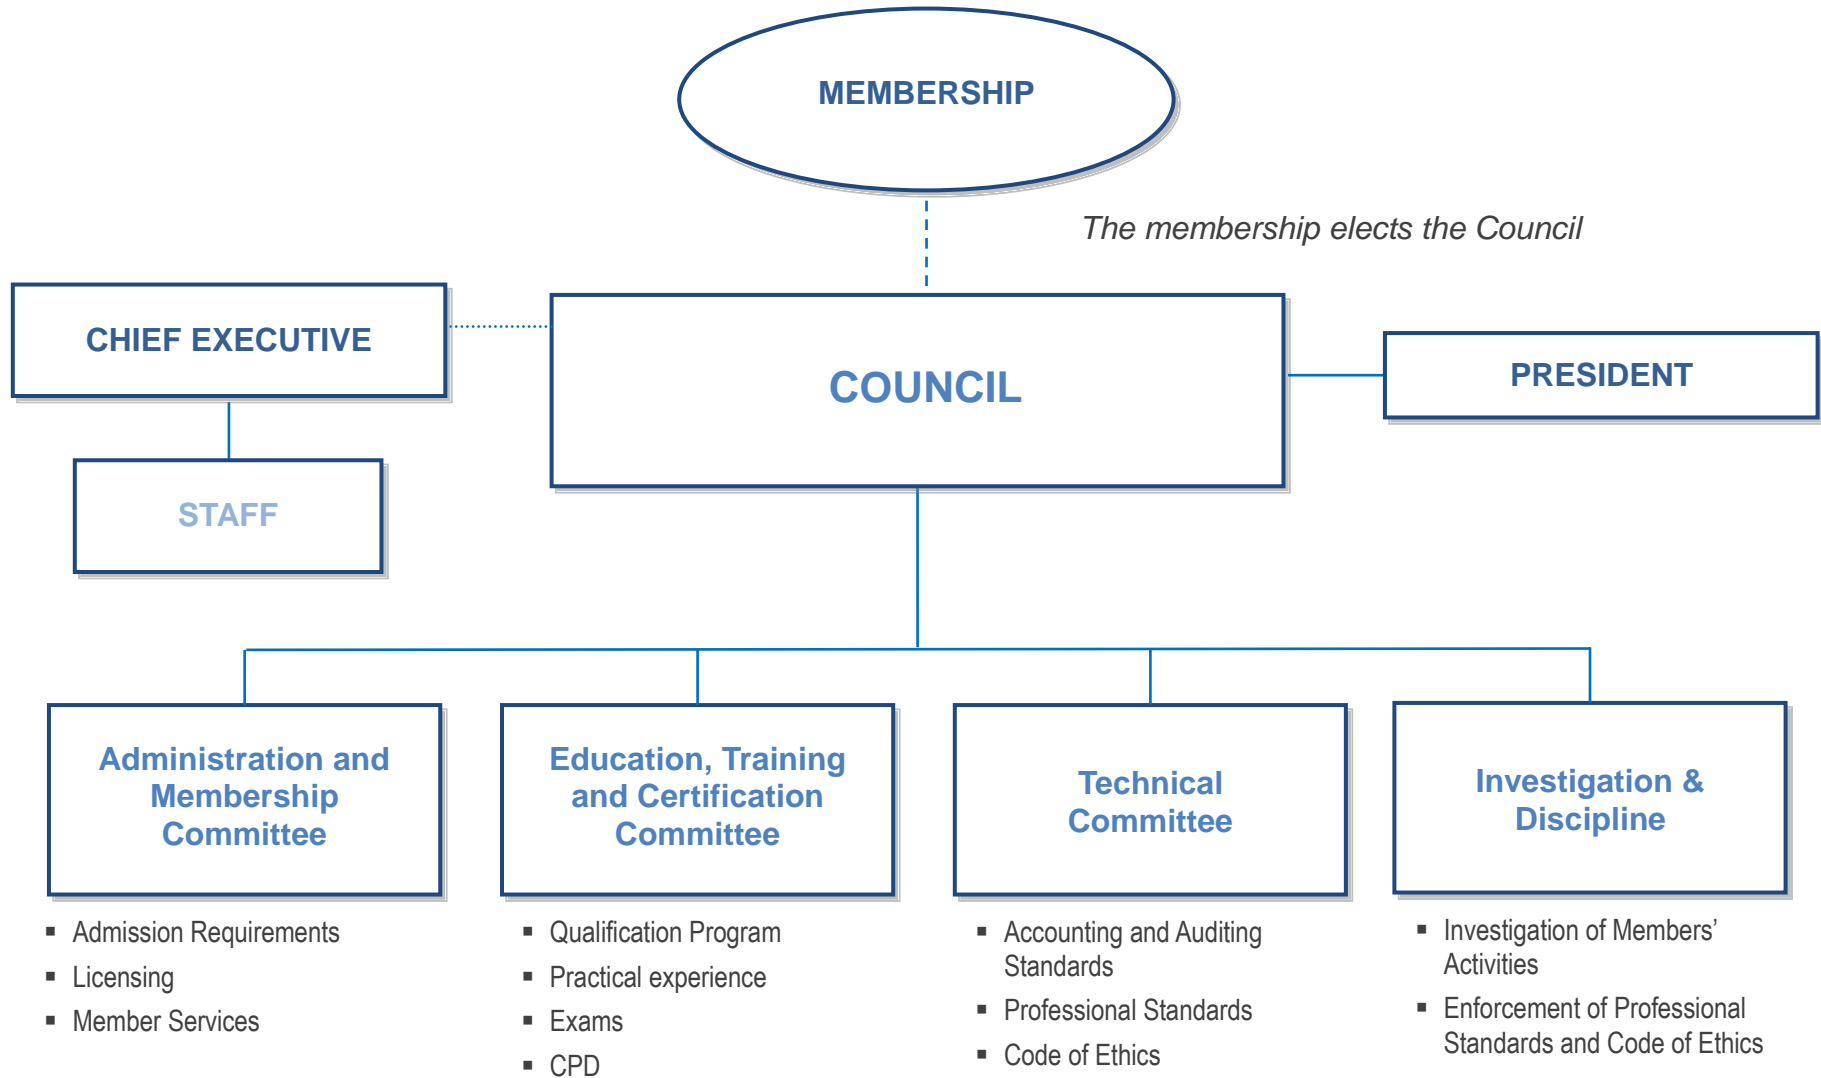 MEMBERSHIP
The membership elects the Council
CHIEF EXECUTIVE
COUNCIL
PRESIDENT
STAFF
Administration and
Membership
Committee
▪ Admission Requirements
▪ Licensing
▪ Member Services
Education, Training
and Certification
Committee
▪ Qualification Program
▪ Practical experience
▪ Exams
▪ CPD
Technical
Committee
▪ Accounting and Auditing
Standards
▪ Professional Standards
▪ Code of Ethics
Investigation &
Discipline
▪ Investigation of Members’
Activities
▪ Enforcement of Professional
Standards and Code of Ethics